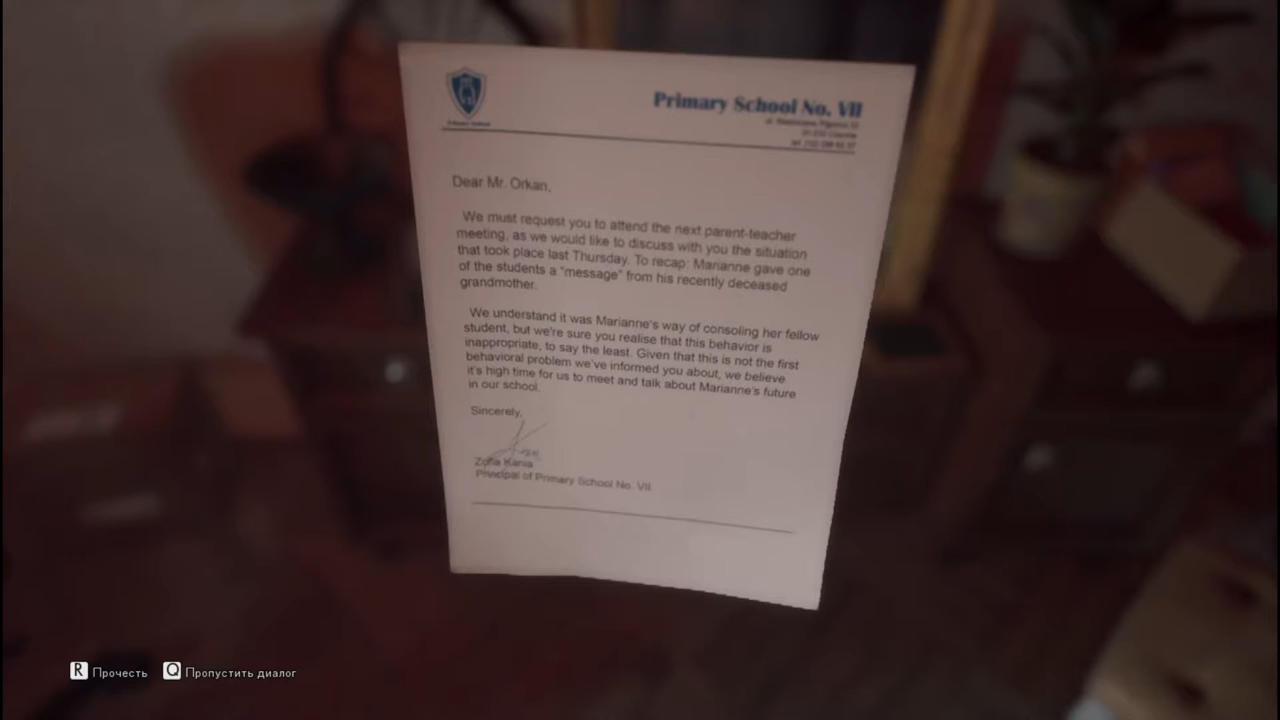 Primary School No. VII
Dear Mr. Orkan,
We must request you to attend the next parent-teacher
meeting, as we would like to discuss with you the situation
that took place last Thursday. To recap: Marianne gave one
of the students a "message" from his recently deceased
grandmother.
We understand it was Marianne's way of consoling her fellow
student, but we're sure you realise that this behavior is
inappropriate, to say the least. Given that this is not the first
behavioral problem we've informed you about, we believe
it's high time for us to meet and talk about Marianne's future
in our school.
Sincerely,
Zofia Kania
Principal of Primary School No. VII
R Прочесть Q Пропустить диалог